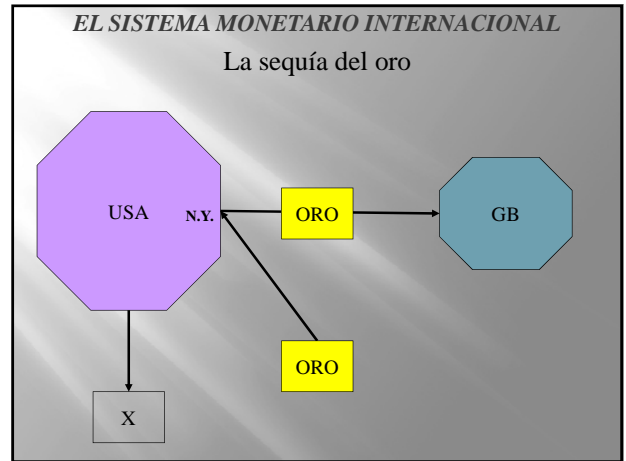 EL SISTEMA MONETARIO INTERNACIONAL
La sequía del oro
USA
N.Y.
ORO
GB
ORO
X